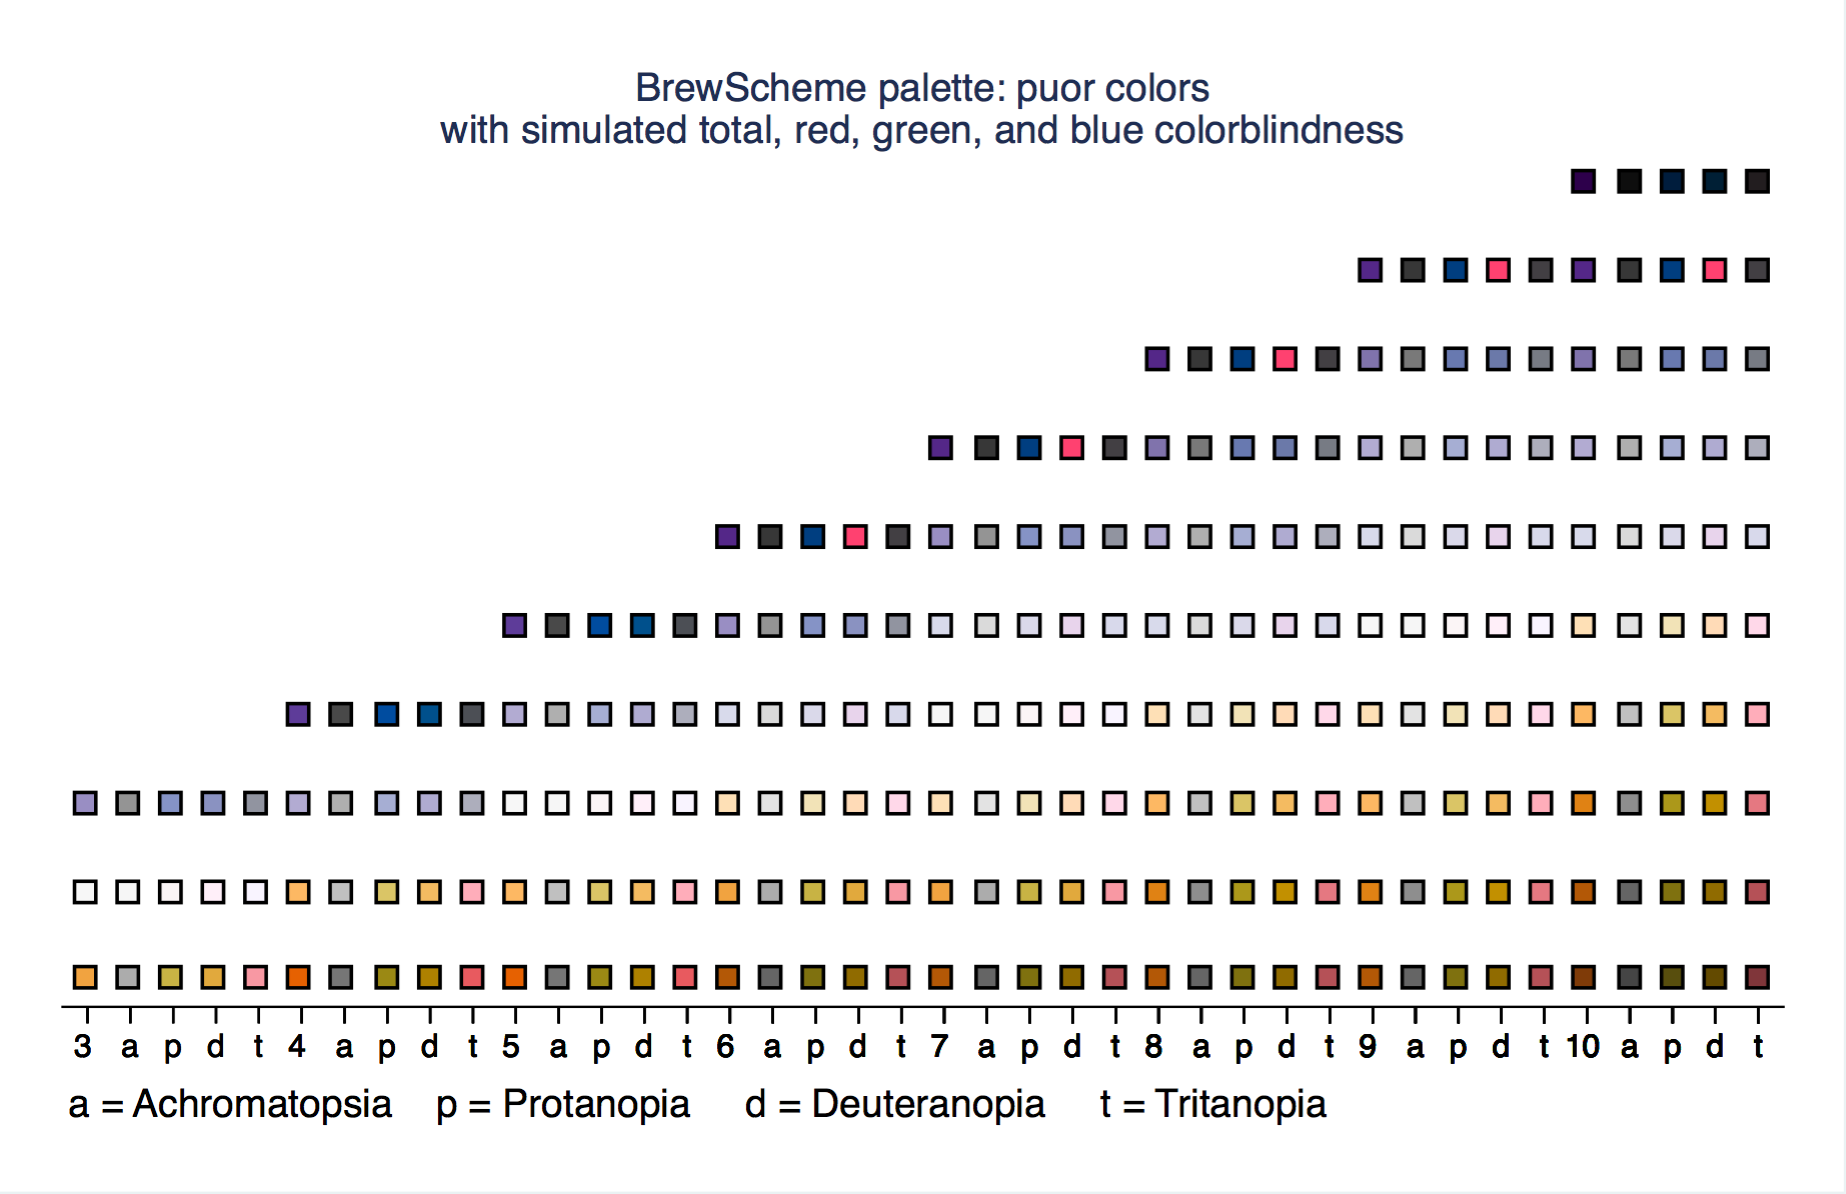 BrewScheme palette: puor colors
with simulated total, red, green, and blue colorblindness
3 a p d t 4 a p d t 5 a p d t 6 a p d t 7 a p d t 8 a p d t 9 a p d t 10 a p d t
a = Achromatopsia p = Protanopia d = Deuteranopia t = Tritanopia